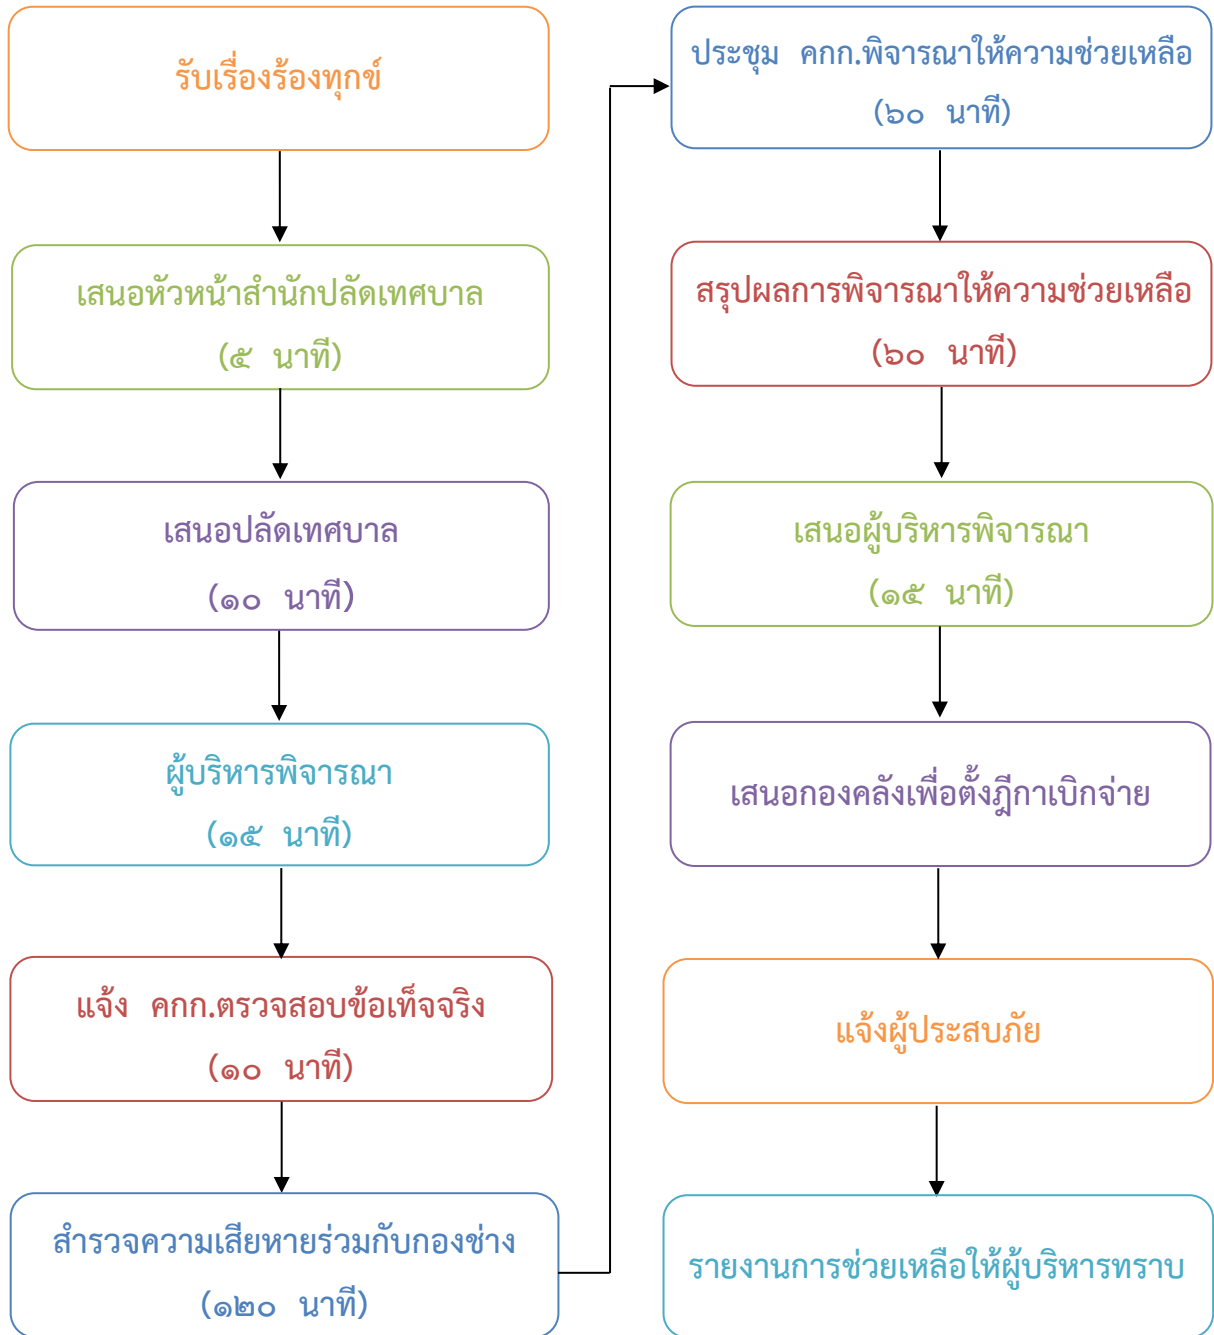 รับเรื่องร้องทุกข์
เสนอหัวหน้าสำนักปลัดเทศบาล
(๕ นาที)
เสนอปลัดเทศบาล
(๑๐ นาที)
ผู้บริหารพิจารณา
(๑๕ นาที)
แจ้ง คกก.ตรวจสอบข้อเท็จจริง
(๑๐ นาที)
สำรวจความเสียหายร่วมกับกองช่าง
(๑๒๐ นาที)
ประชุม คกก.พิจารณาให้ความช่วยเหลือ
(๖๐ นาที)
สรุปผลการพิจารณาให้ความช่วยเหลือ
(๖๐ นาที)
เสนอผู้บริหารพิจารณา
(๑๕ นาที)
เสนอกองคลังเพื่อตั้งฎีกาเบิกจ่าย
แจ้งผู้ประสบภัย
รายงานการช่วยเหลือให้ผู้บริหารทราบ